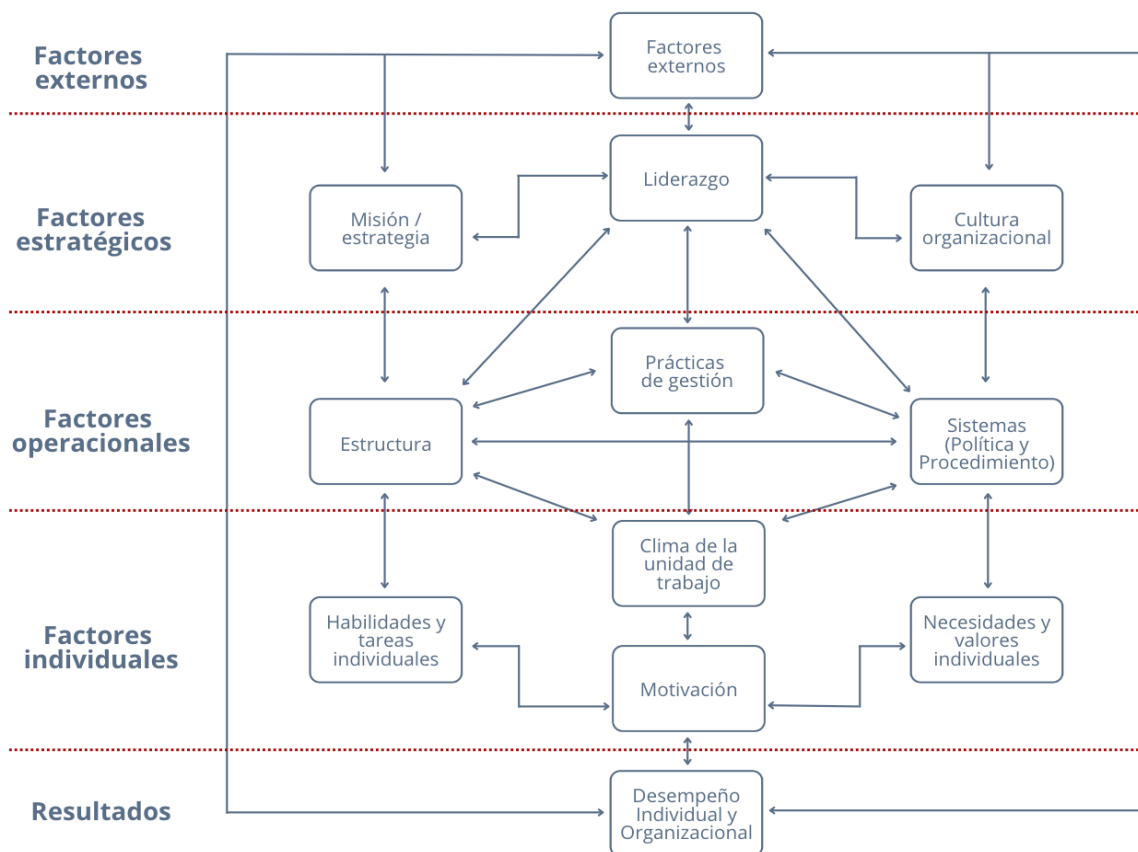 Factores
externos
Factores
externos
Factores
estratégicos
Liderazgo
Misión /
estrategia
Cultura
organizacional
Factores
operacionales
Prácticas
de gestión
Estructura
Sistemas
(Política y
Procedimiento)
Factores
individuales
Clima de la
unidad de
trabajo
Habilidades y
tareas
individuales
Necesidades y
valores
individuales
Motivación
Resultados
Desempeño
Individual y
Organizacional